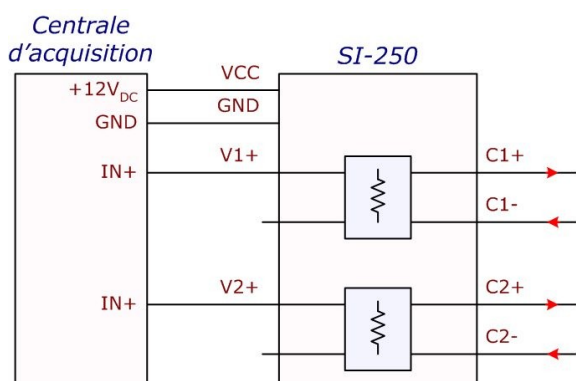 Centrale
d'acquisition
SI-250
+12VDC
VCC
GND
GND
IN+
V1+
C1+
C1-
IN+
V2+
C2+
C2-